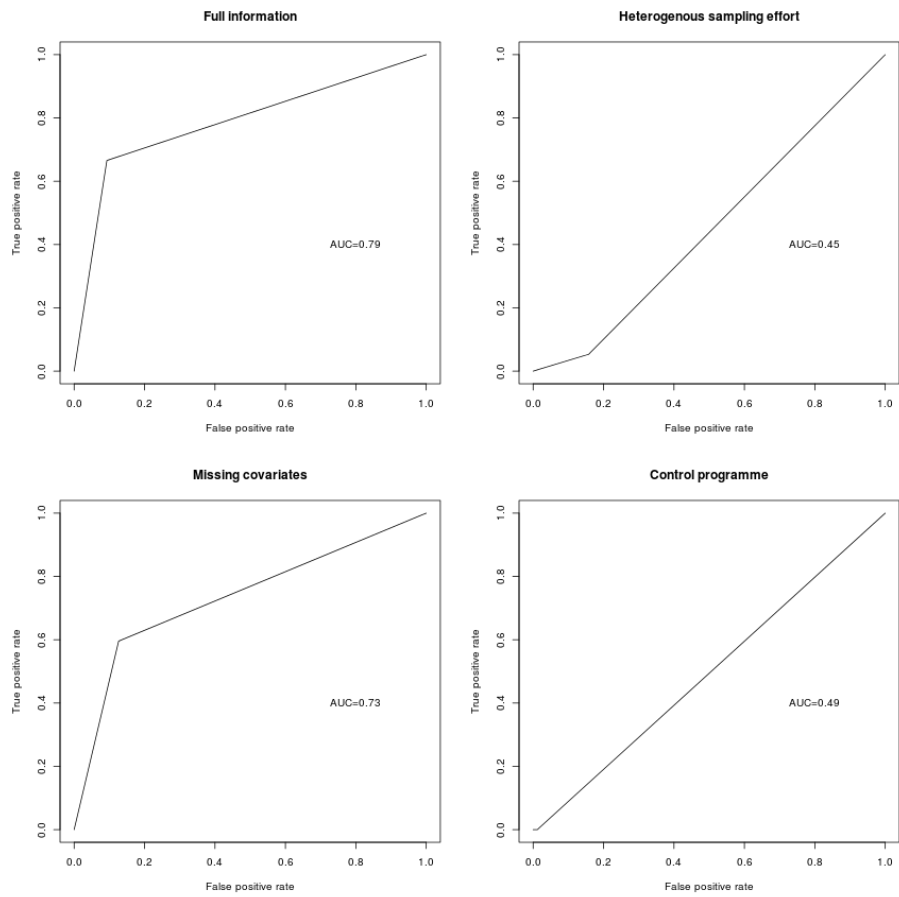 Full information
1.0
0.8
0.6
0.4
0.2
0.0
True positive rate
AUC=0.79
0.0 0.2 0.4 0.6 0.8 1.0
False positive rate
Heterogenous sampling effort
1.0
0.8
0.6
0.4
0.2
0.0
True positive rate
AUC=0.45
0.0 0.2 0.4 0.6 0.8 1.0
False positive rate
Missing covariates
1.0
0.8
0.6
0.4
0.2
0.0
True positive rate
AUC=0.73
0.0 0.2 0.4 0.6 0.8 1.0
False positive rate
Control programme
1.0
0.8
0.6
0.4
0.2
0.0
True positive rate
AUC=0.49
0.0 0.2 0.4 0.6 0.8 1.0
False positive rate